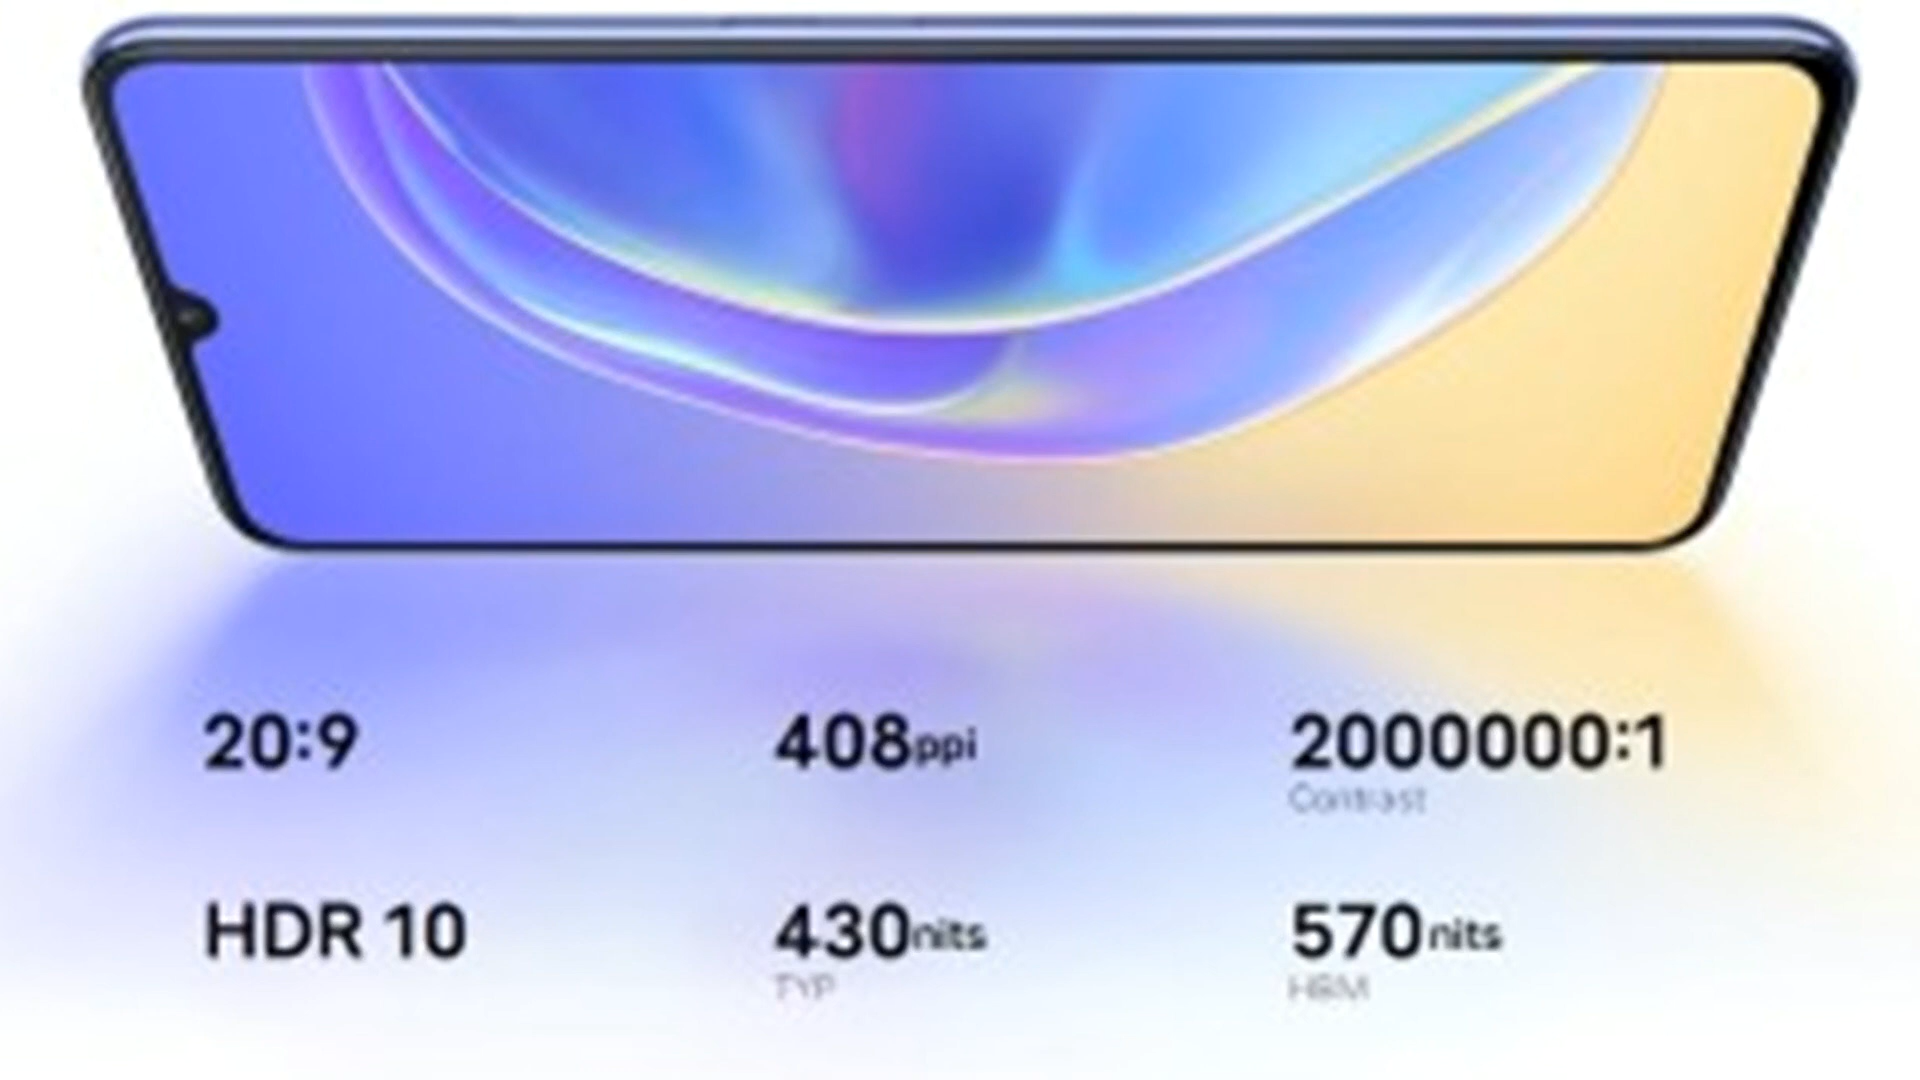 20:9
408ppi
2000000:1
Contrast
HDR 10
430nits
TYP
570nits
HBM